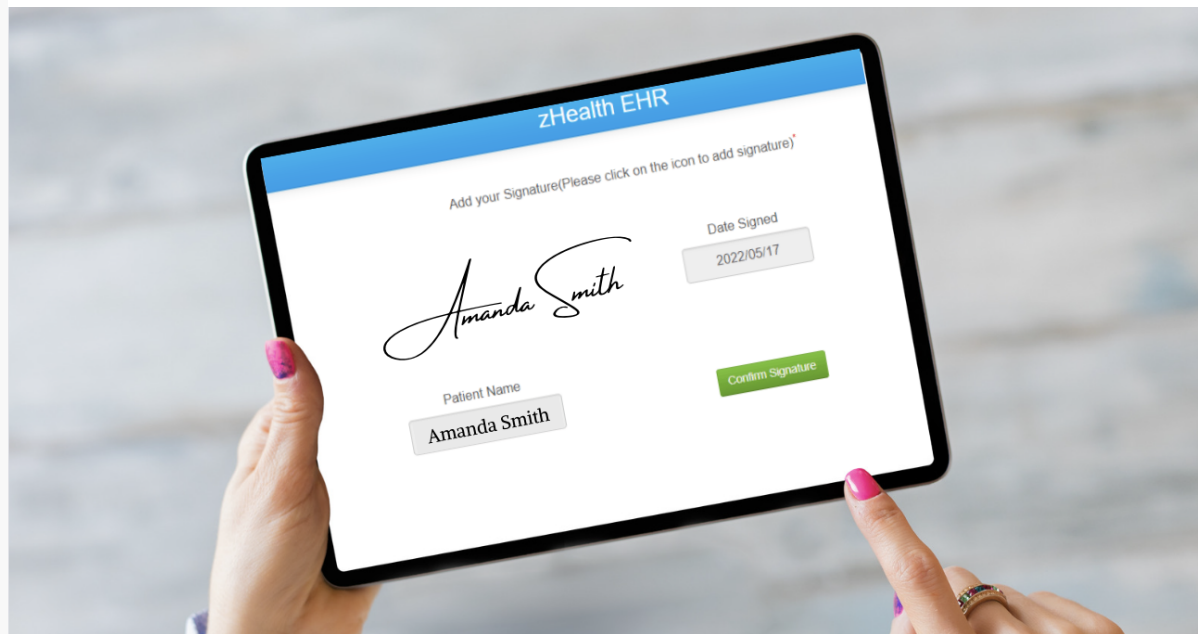 zHealth EHR
Add your Signature(Please click on the icon to add signature)*
Date Signed
2022/05/17
Amanda Smith
Patient Name
Amanda Smith
Confirm Signature